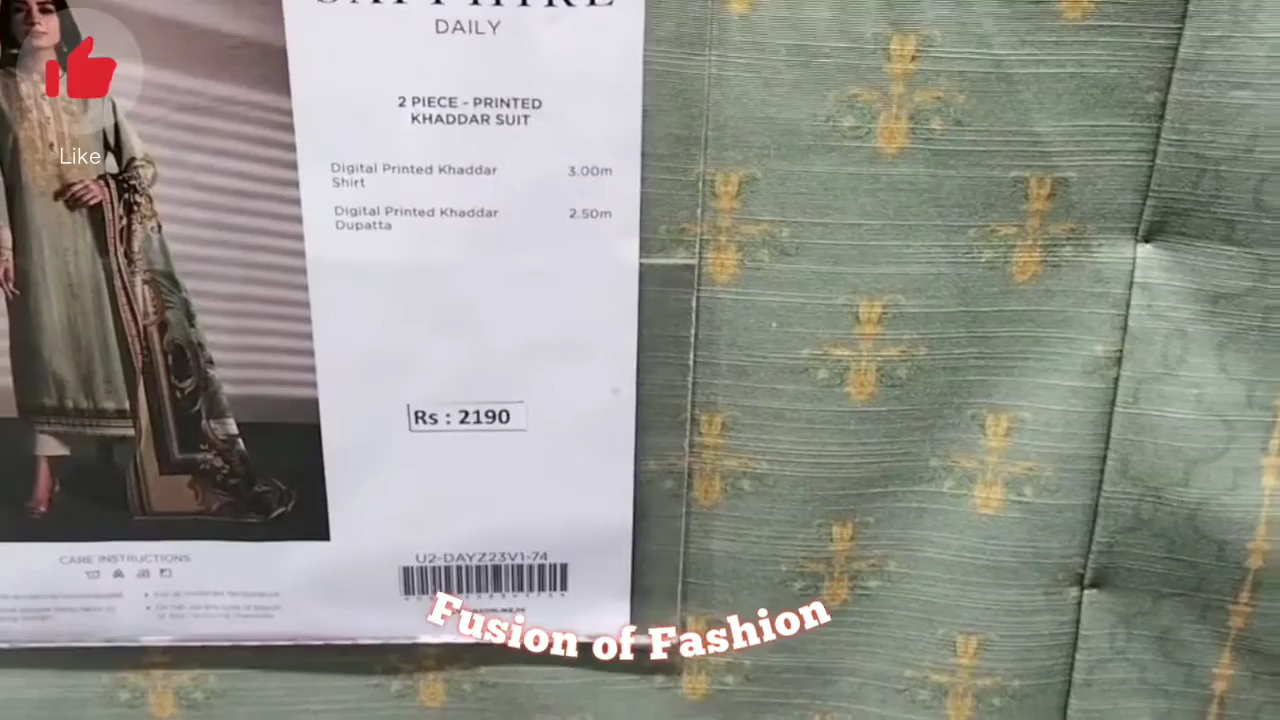 SAPPHIRE
DAILY
2 PIECE - PRINTED
KHADDAR SUIT
Digital Printed Khaddar 3.00m
Shirt
Digital Printed Khaddar 2.50m
Dupatta
Like
Rs : 2190
CARE INSTRUCTIONS
U2-DAYZ23V1-74
Fusion of Fashion